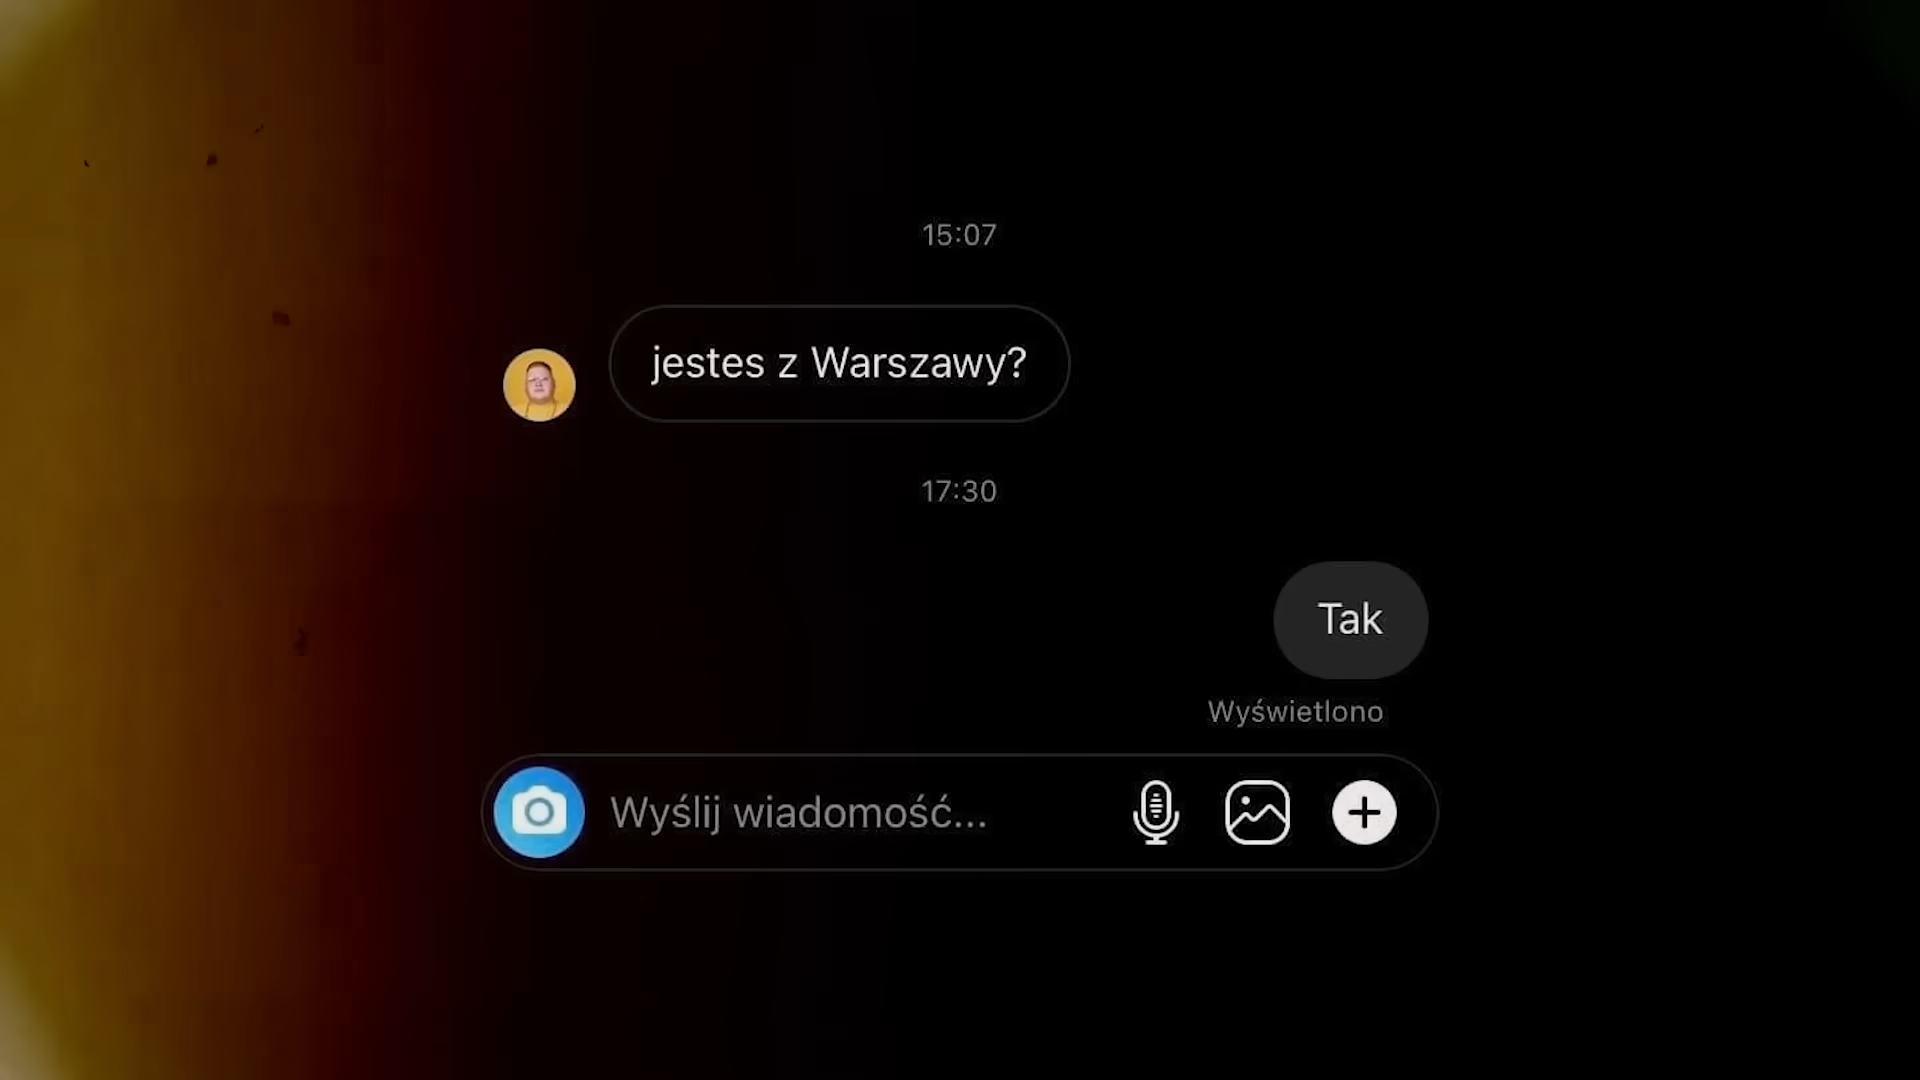 15:07
jestes z Warszawy?
17:30
Tak
Wyświetlono
Wyślij wiadomość...